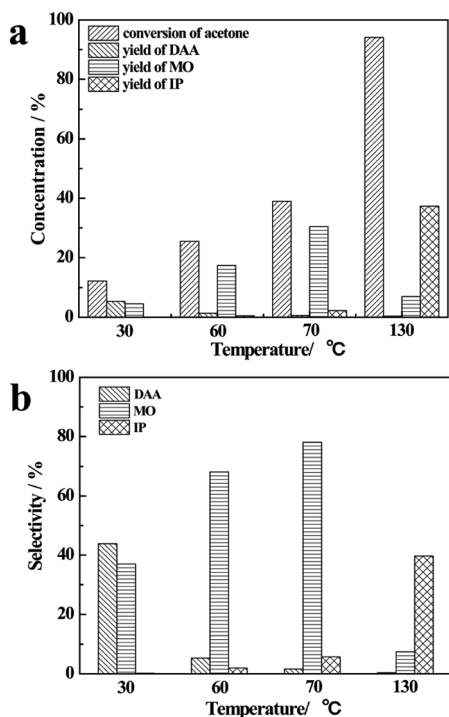 a
100
80
60
40
20
0
Concentration / %
conversion of acetone
yield of DAA
yield of MO
yield of IP
30 60 70 130
Temperature/ °C
b
100
80
60
40
20
0
Selectivity / %
DAA
MO
IP
30 60 70 130
Temperature/ °C